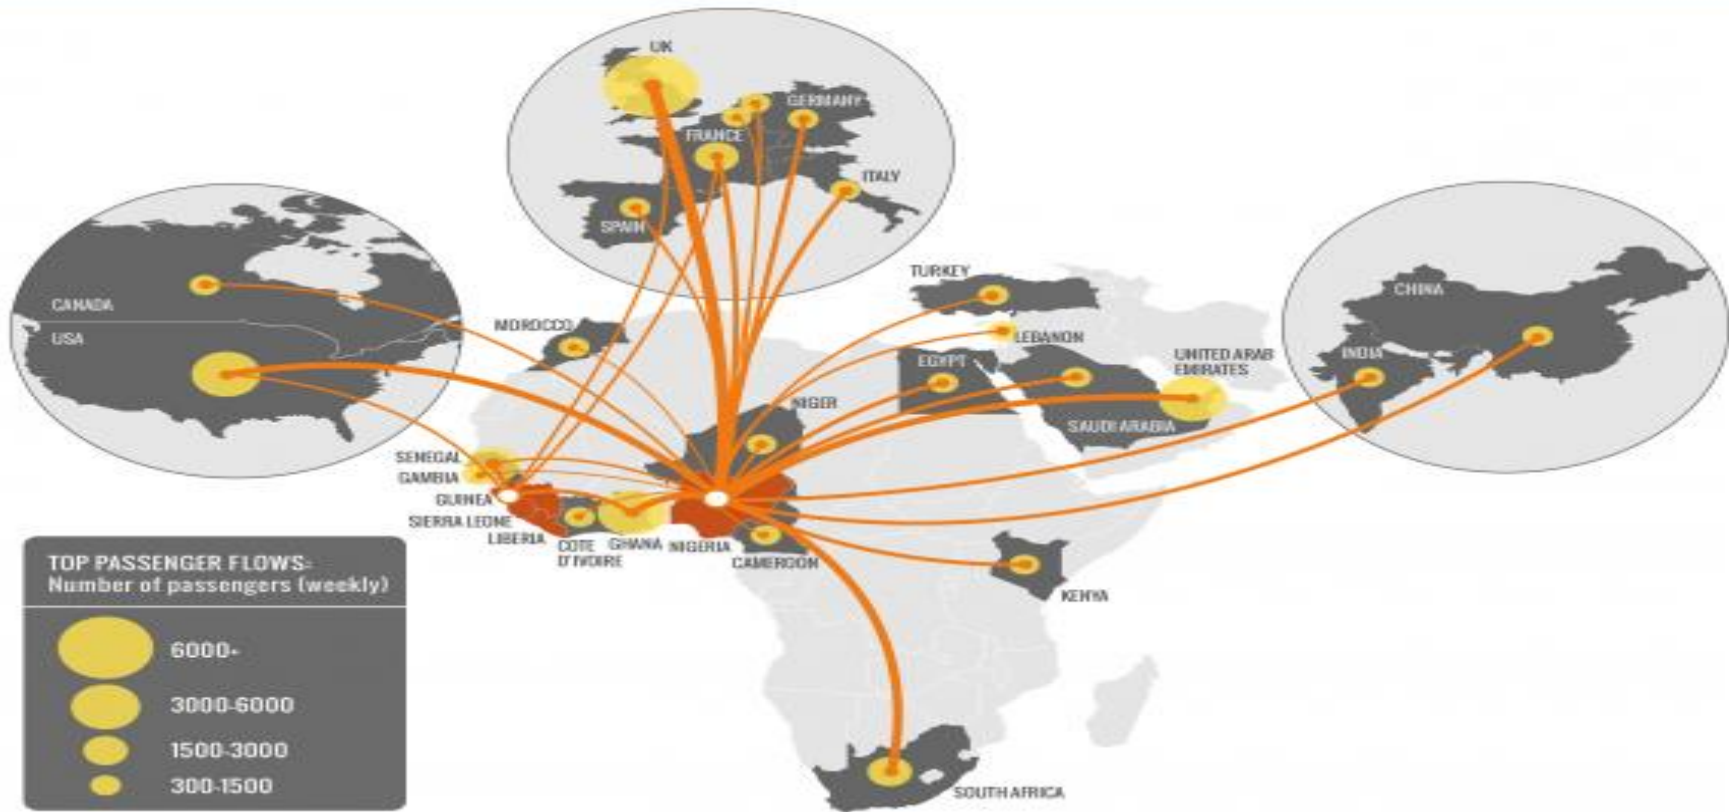 UK
GERMANY
FRANCE
ITALY
SPAIN
CANADA
USA
MOROCCO
TURKEY
LEBANON
EGYPT
UNITED ARAB
EMIRATES
SAUDI ARABIA
CHINA
INDIA
NIGER
SENEGAL
GAMBIA
GUINEA
SIERRA LEONE
LIBERIA
COTE
D'IVOIRE
GHANA
NIGERIA
CAMEROON
KENYA
SOUTH AFRICA
TOP PASSENGER FLOWS:
Number of passengers (weekly)
6000+
3000-6000
1500-3000
300-1500